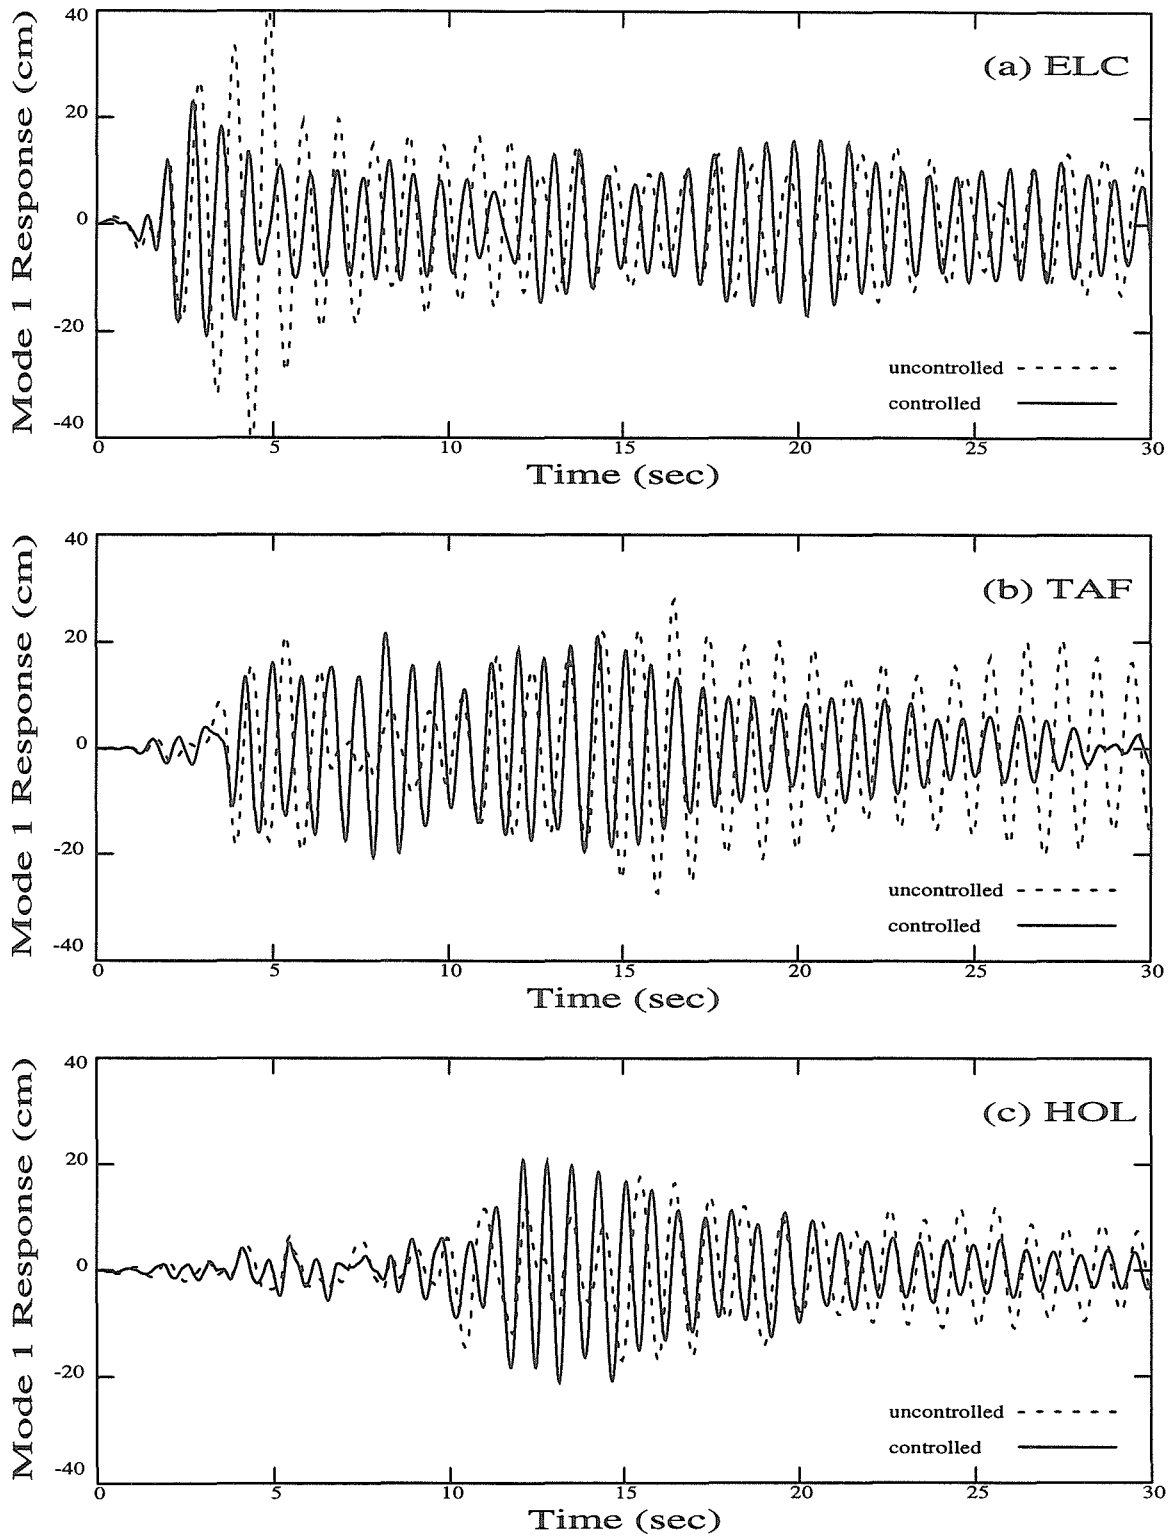 40
20
0
-20
-40
Mode 1 Response (cm)
(a) ELC
uncontrolled
controlled
0 5 10 15 20 25 30
Time (sec)
40
20
0
-20
-40
Mode 1 Response (cm)
(b) TAF
uncontrolled
controlled
0 5 10 15 20 25 30
Time (sec)
40
20
0
-20
-40
Mode 1 Response (cm)
(c) HOL
uncontrolled
controlled
0 5 10 15 20 25 30
Time (sec)